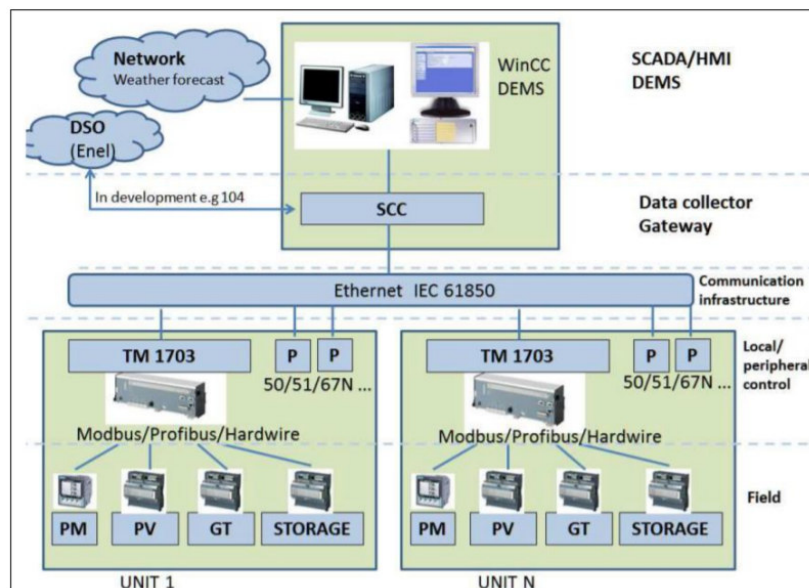 Network
Weather forecast
WinCC
DEMS
SCADA/HMI
DEMS
DSO
(Enel)
In development e.g 104
SCC
Data collector
Gateway
Ethernet IEC 61850
Communication
infrastructure
TM 1703
P
P
50/51/67N ...
TM 1703
P
P
50/51/67N ...
Local/
peripheral
control
Modbus/Profibus/Hardwire
Modbus/Profibus/Hardwire
PM
PV
GT
STORAGE
PM
PV
GT
STORAGE
Field
UNIT 1
UNIT N